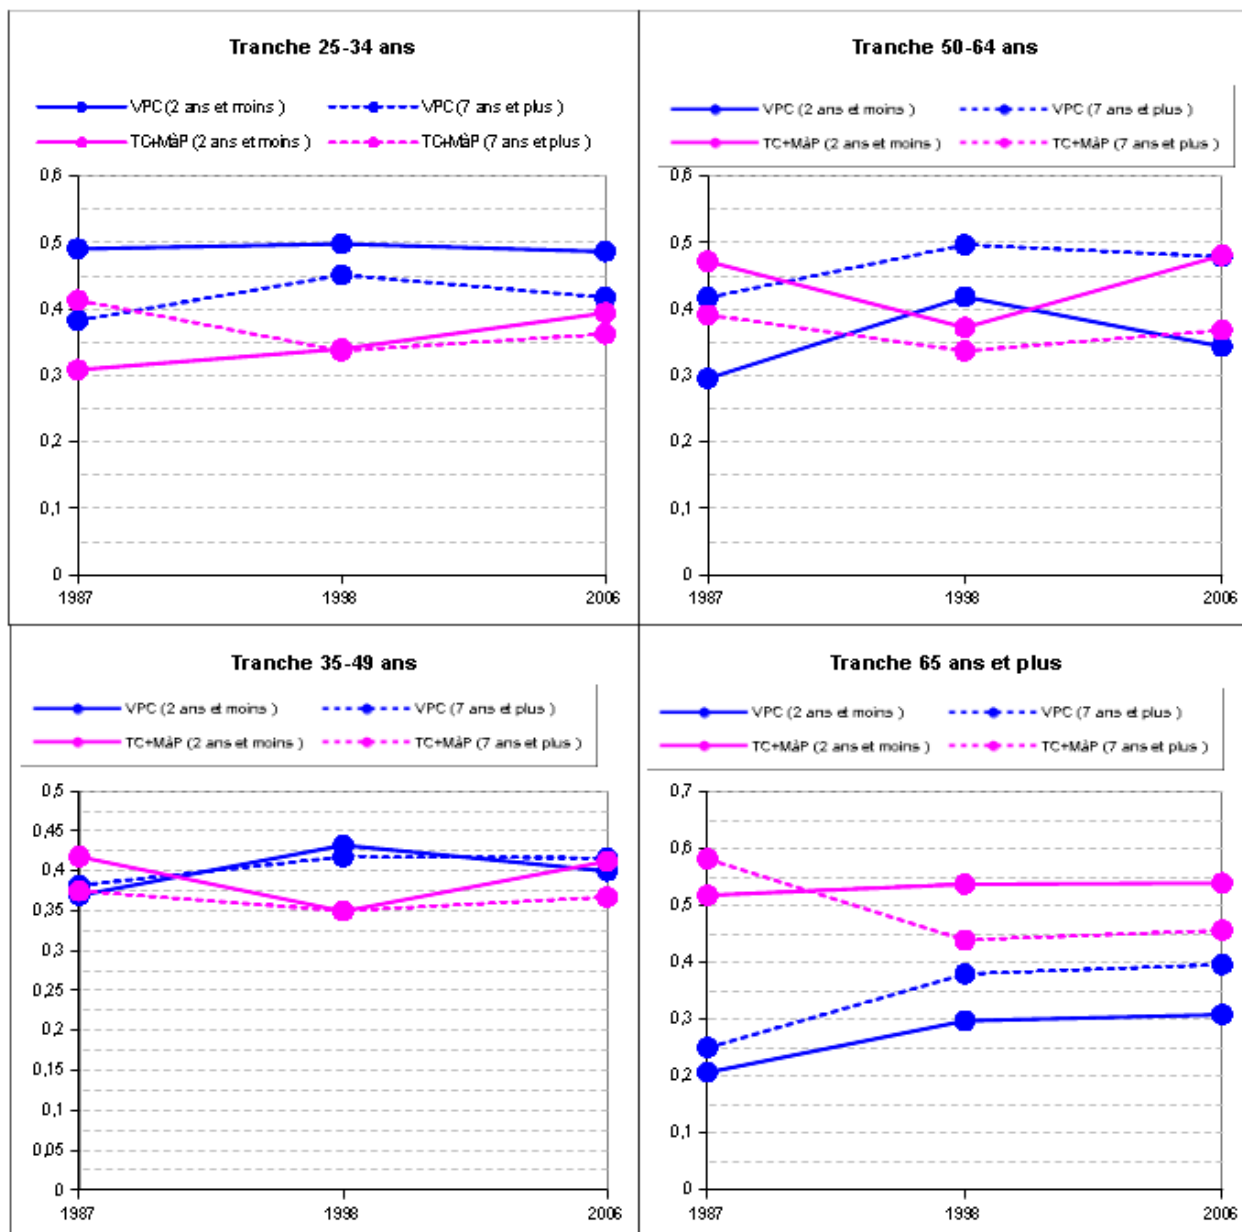 Tranche 25-34 ans
VPC (2 ans et moins ) VPC (7 ans et plus )
TC+MàP (2 ans et moins ) TC+MàP (7 ans et plus )
0,6
0,5
0,4
0,3
0,2
0,1
0
1987 1998 2006
Tranche 50-64 ans
VPC (2 ans et moins ) VPC (7 ans et plus )
TC+MàP (2 ans et moins ) TC+MàP (7 ans et plus )
0,6
0,5
0,4
0,3
0,2
0,1
0
1987 1998 2006
Tranche 35-49 ans
VPC (2 ans et moins ) VPC (7 ans et plus )
TC+MàP (2 ans et moins ) TC+MàP (7 ans et plus )
0,5
0,45
0,4
0,35
0,3
0,25
0,2
0,15
0,1
0,05
0
1987 1998 2006
Tranche 65 ans et plus
VPC (2 ans et moins ) VPC (7 ans et plus )
TC+MàP (2 ans et moins ) TC+MàP (7 ans et plus )
0,7
0,6
0,5
0,4
0,3
0,2
0,1
0
1987 1998 2006